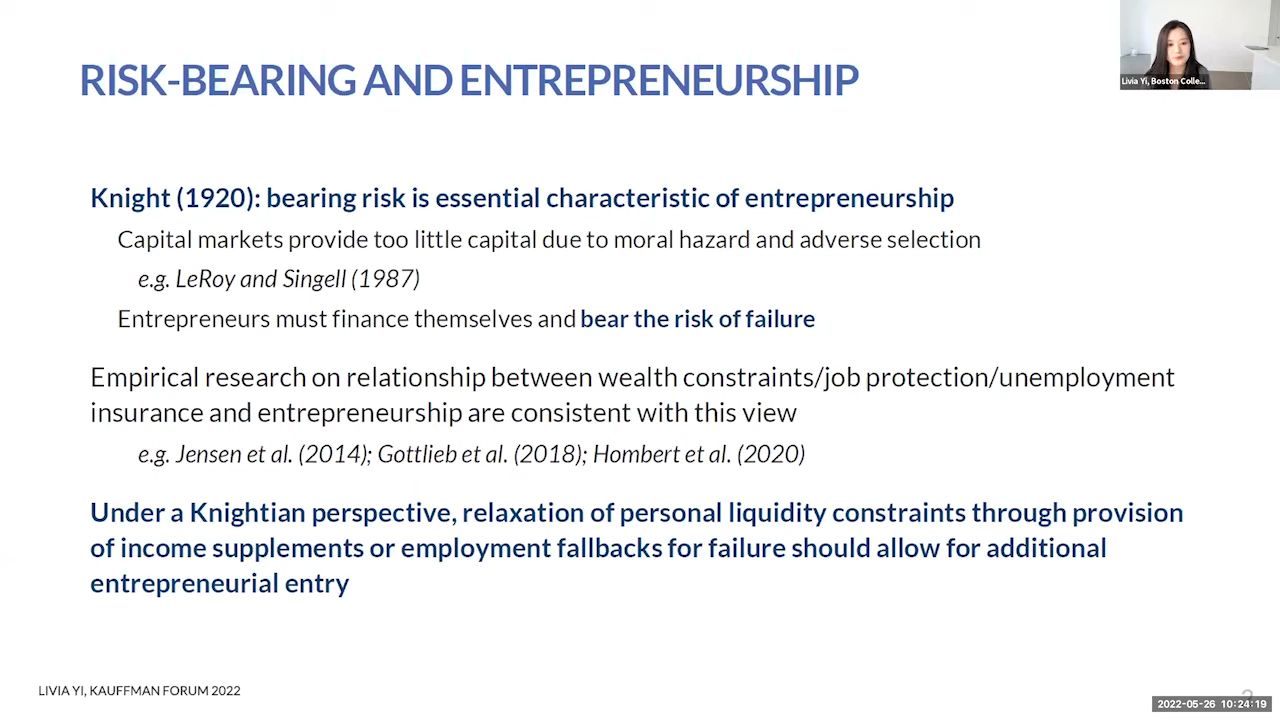 RISK-BEARING AND ENTREPRENEURSHIP
Livia Yi, Boston Colle...
Knight (1920): bearing risk is essential characteristic of entrepreneurship
Capital markets provide too little capital due to moral hazard and adverse selection
e.g. LeRoy and Singell (1987)
Entrepreneurs must finance themselves and bear the risk of failure
Empirical research on relationship between wealth constraints/job protection/unemployment
insurance and entrepreneurship are consistent with this view
e.g. Jensen et al. (2014); Gottlieb et al. (2018); Hombert et al. (2020)
Under a Knightian perspective, relaxation of personal liquidity constraints through provision
of income supplements or employment fallbacks for failure should allow for additional
entrepreneurial entry
LIVIA YI, KAUFFMAN FORUM 2022
2022-05-26 10:24:19